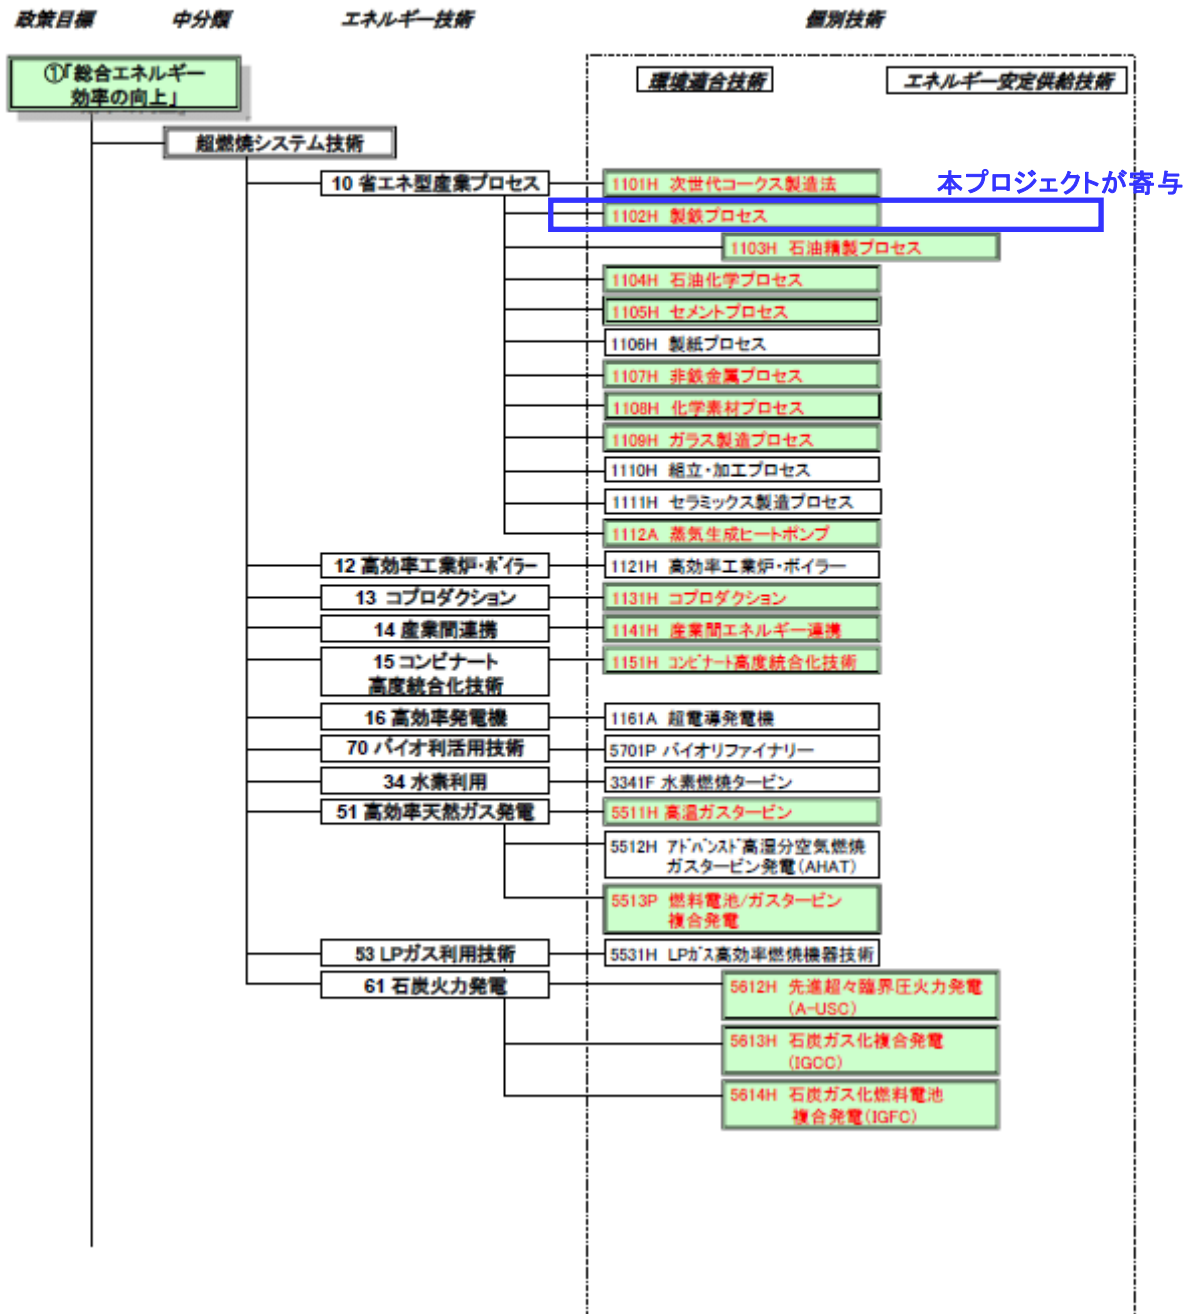 政策目標 中分類 エネルギー技術 個別技術
①「総合エネルギー
効率の向上」
環境適合技術 エネルギー安定供給技術
超燃焼システム技術
10 省エネ型産業プロセス
1101H 次世代コークス製造法
本プロジェクトが寄与
1102H 製鉄プロセス
1103H 石油精製プロセス
1104H 石油化学プロセス
1105H セメントプロセス
1106H 製紙プロセス
1107H 非鉄金属プロセス
1108H 化学素材プロセス
1109H ガラス製造プロセス
1110H 組立・加工プロセス
1111H セラミックス製造プロセス
1112A 蒸気生成ヒートポンプ
12 高効率工業炉・ボイラー
1121H 高効率工業炉・ボイラー
13 コプロダクション
1131H コプロダクション
14 産業間連携
1141H 産業間エネルギー連携
15 コンビナート
高度統合化技術
1151H コンビナート高度統合化技術
16 高効率発電機
1161A 超電導発電機
70 バイオ利活用技術
5701P バイオリファイナリー
34 水素利用
3341F 水素燃焼タービン
51 高効率天然ガス発電
5511H 高温ガスタービン
5512H アドバンスド高湿分空気燃焼
ガスタービン発電(AHAT)
5513P 燃料電池/ガスタービン
複合発電
53 LPガス利用技術
5531H LPガス高効率燃焼機器技術
61 石炭火力発電
5612H 先進超々臨界圧火力発電
(A-USC)
5613H 石炭ガス化複合発電
(IGCC)
5614H 石炭ガス化燃料電池
複合発電(IGFC)